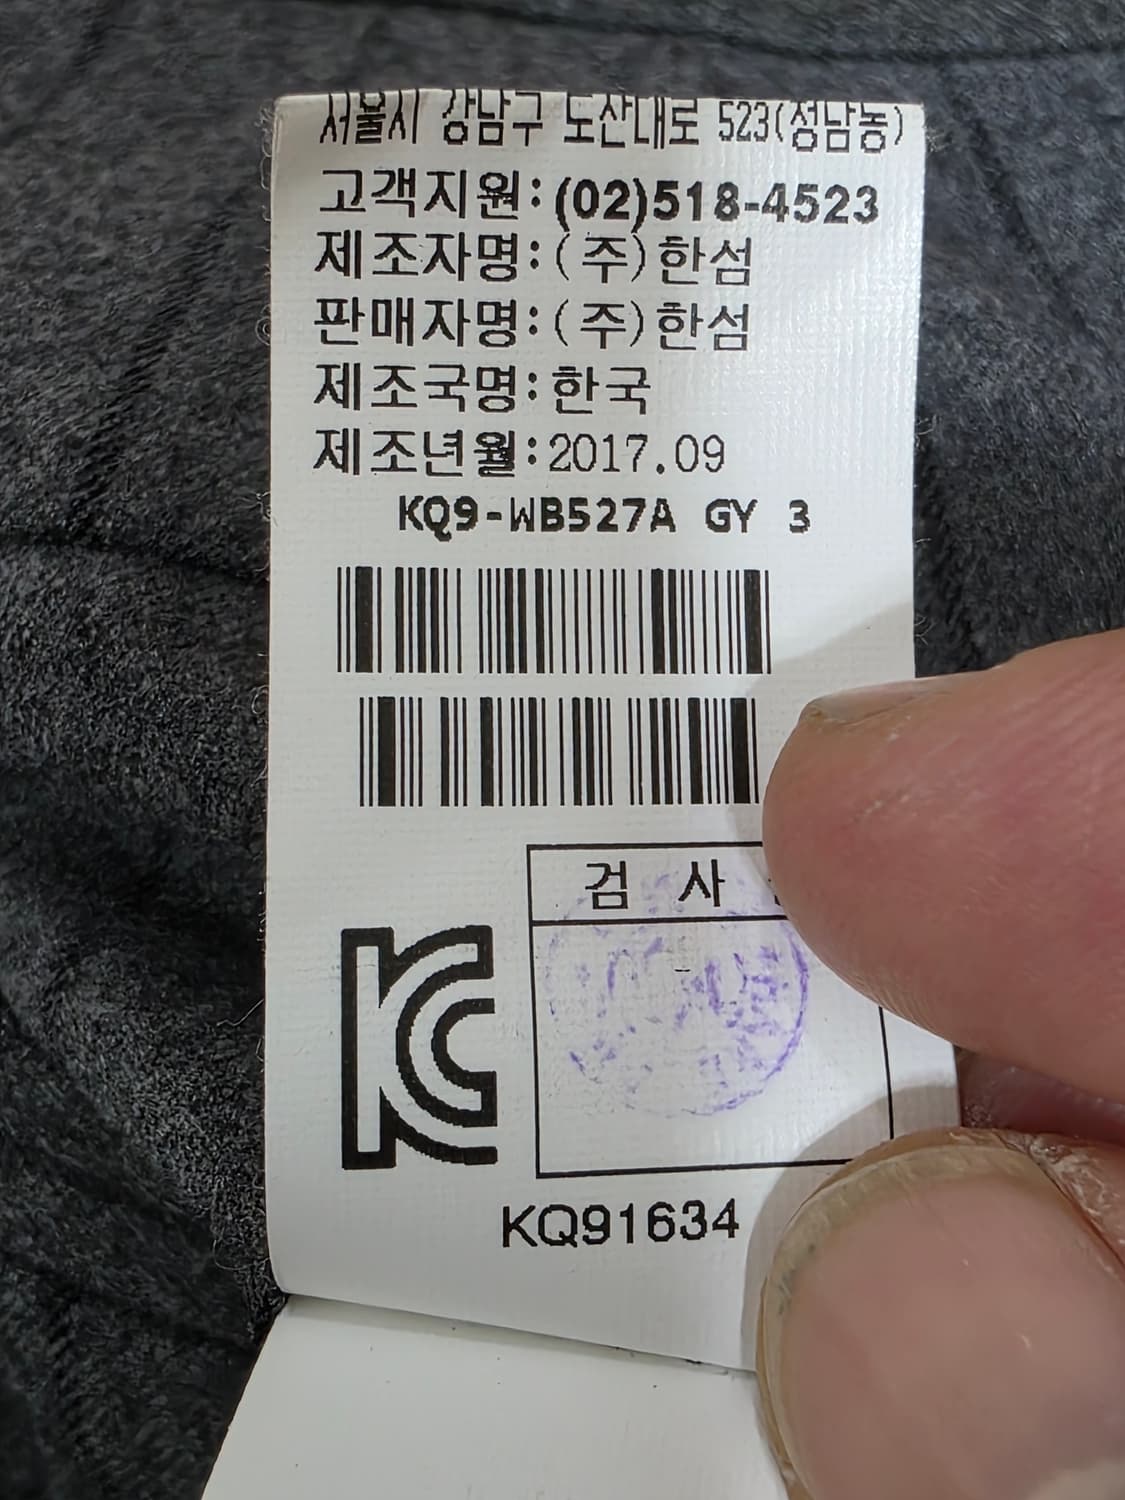 서울시 강남구 도산대로 523(청담동)
고객지원:(02)518-4523
제조자명:(주)한섬
판매자명:(주)한섬
제조국명:한국
제조년월:2017.09
KQ9-WB527A GY 3
검 사
KC
KQ91634